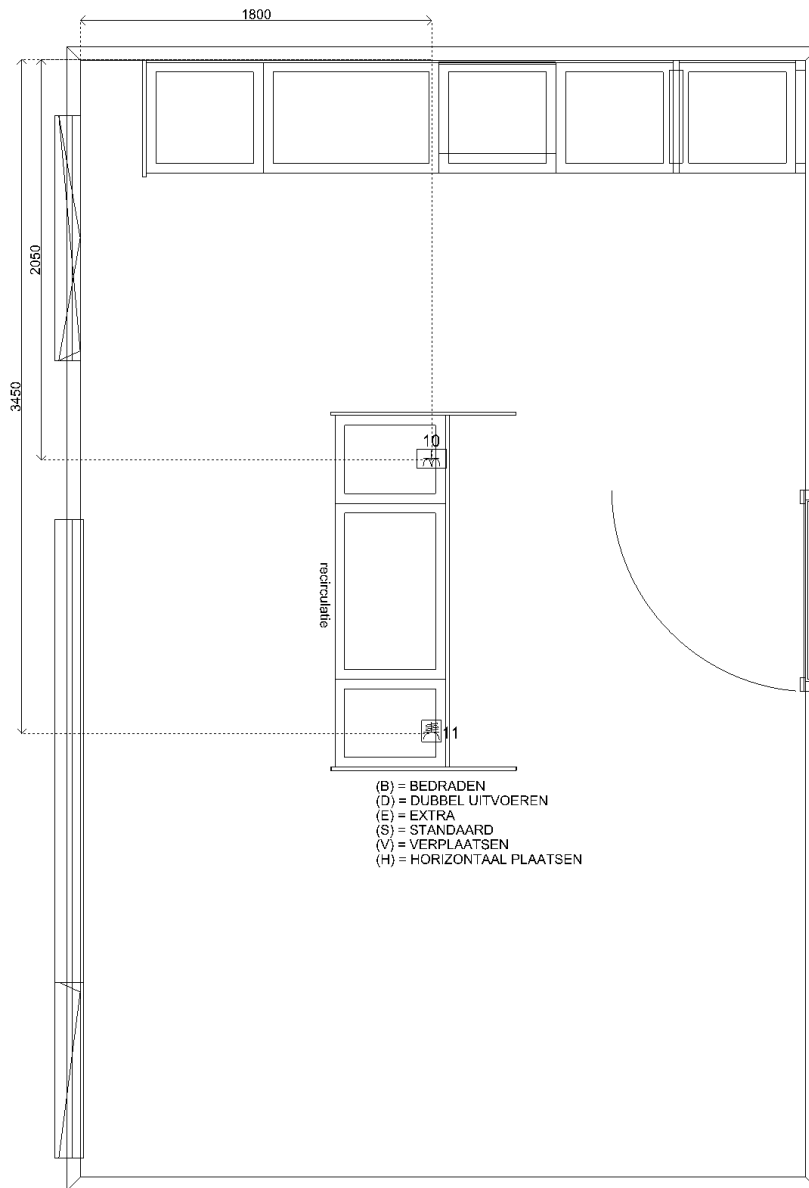 1800
2050
3450
10
recirculatie
11
(B) = BEDRADEN
(D) = DUBBEL UITVOEREN
(E) = EXTRA
(S) = STANDAARD
(V) = VERPLAATSEN
(H) = HORIZONTAAL PLAATSEN